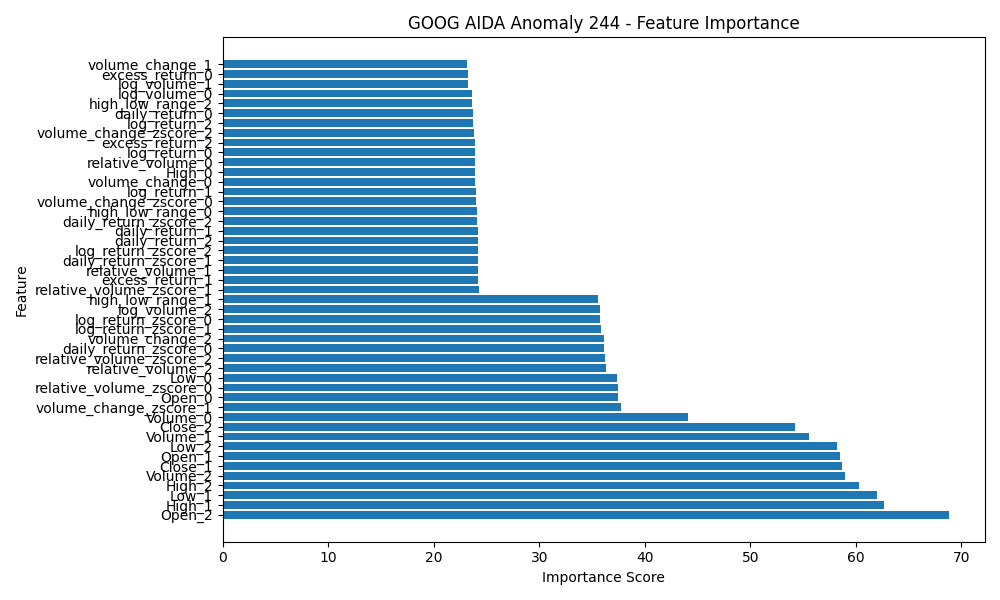 GOOG AIDA Anomaly 244 - Feature Importance
volume_change_1
excess_return_0
log_volume_1
log_volume_0
high_low_range_2
daily_return_0
log_return_2
volume_change_zscore_2
excess_return_2
log_return_0
relative_volume_0
High_0
volume_change_0
log_return_1
volume_change_zscore_0
high_low_range_0
daily_return_zscore_2
daily_return_1
daily_return_2
log_return_zscore_2
daily_return_zscore_1
relative_volume_1
excess_return_1
relative_volume_zscore_1
high_low_range_1
log_volume_2
log_return_zscore_0
log_return_zscore_1
volume_change_2
daily_return_zscore_0
relative_volume_zscore_2
relative_volume_2
Low_0
relative_volume_zscore_0
Open_0
volume_change_zscore_1
Volume_0
Close_2
Volume_1
Low_2
Open_1
Close_1
Volume_2
High_2
Low_1
High_1
Open_2
Feature
0 10 20 30 40 50 60 70
Importance Score